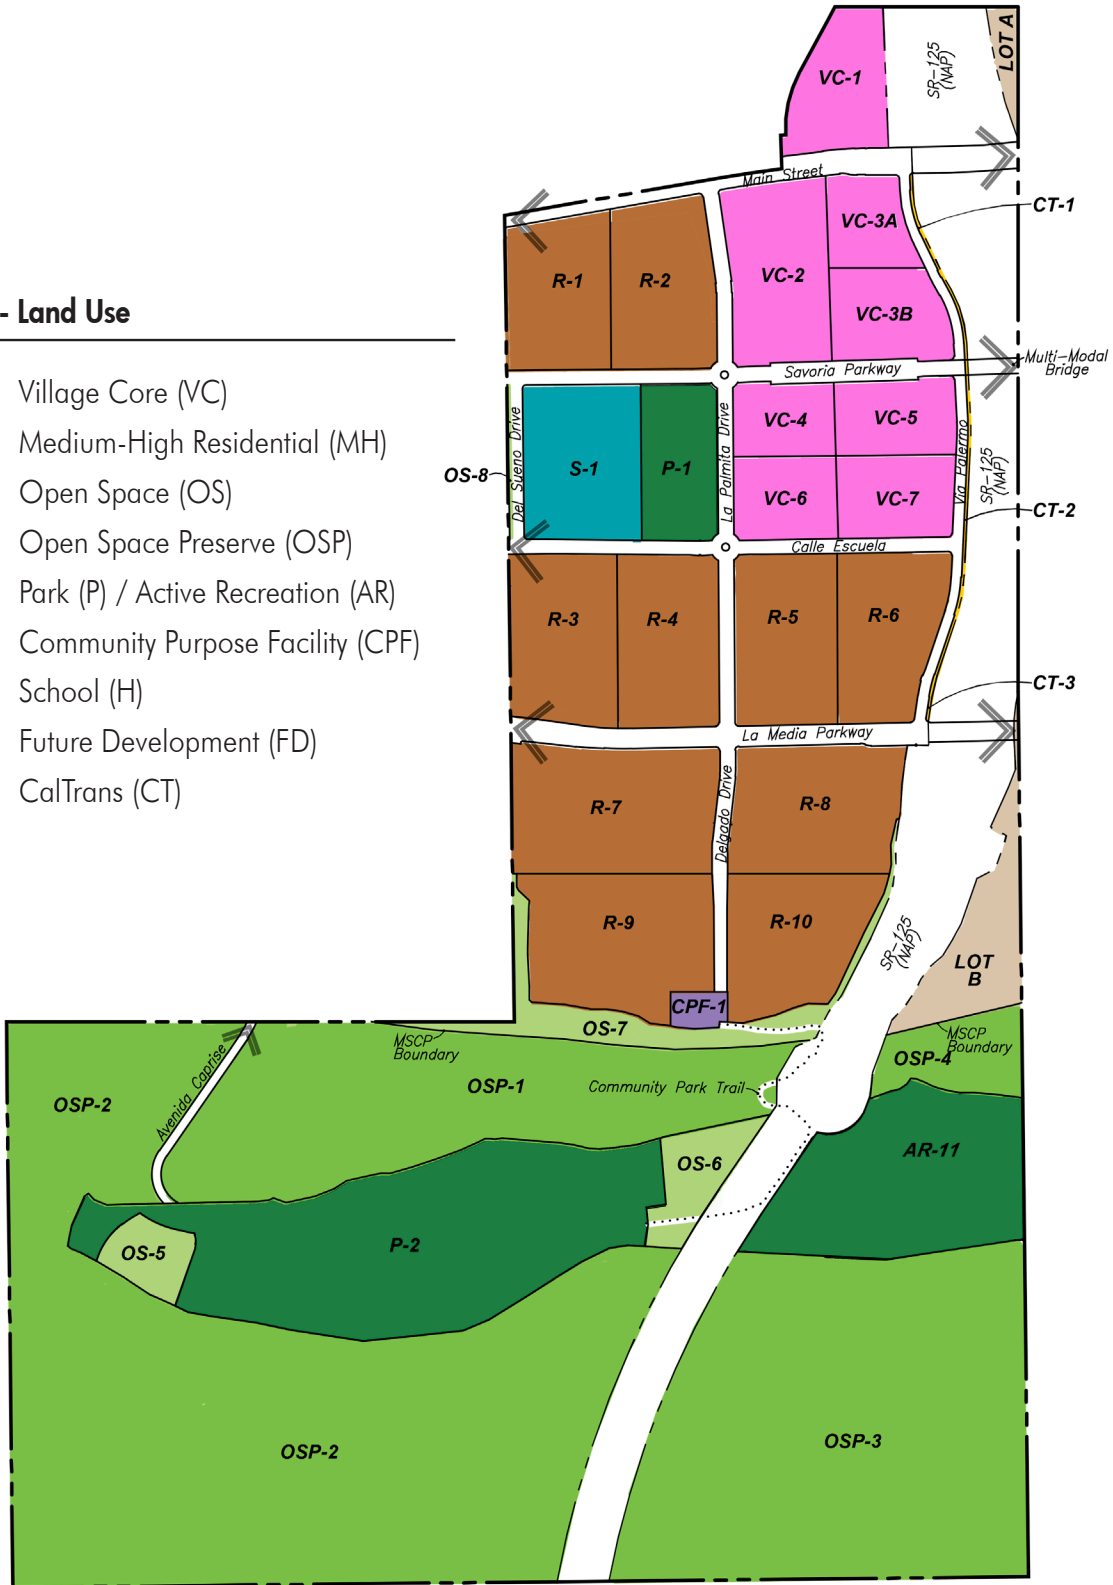 - Land Use
Village Core (VC)
Medium-High Residential (MH)
Open Space (OS)
Open Space Preserve (OSP)
Park (P) / Active Recreation (AR)
Community Purpose Facility (CPF)
School (H)
Future Development (FD)
CalTrans (CT)
LOT A
SR-125
(NAP)
VC-1
Main Street
CT-1
VC-3A
R-1
R-2
VC-2
VC-3B
Multi-Modal
Bridge
Savoria Parkway
Del Sueno Drive
La Palmita Drive
VC-4
VC-5
OS-8
S-1
P-1
Via Palermo
SR-125
(NAP)
VC-6
VC-7
CT-2
Calle Escuela
R-3
R-4
R-5
R-6
CT-3
La Media Parkway
Delgado Drive
R-7
R-8
R-9
R-10
SR-125
(NAP)
LOT
B
CPF-1
OS-7
MSCP
Boundary
MSCP
Boundary
OSP-4
Avenida Caprise
OSP-1
Community Park Trail
OSP-2
AR-11
OS-6
P-2
OS-5
OSP-3
OSP-2